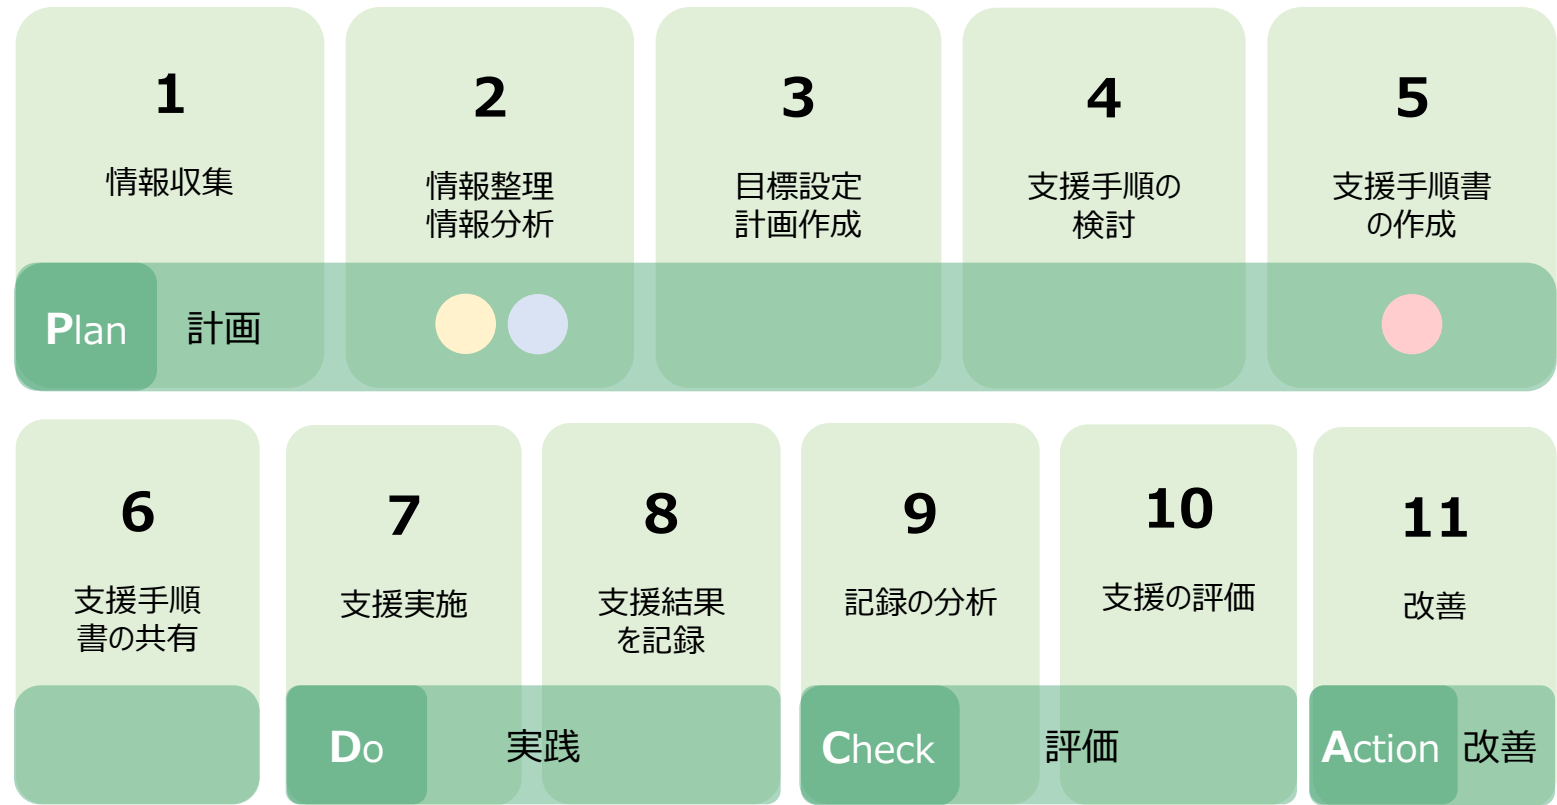 1
情報収集
2
情報整理
情報分析
3
目標設定
計画作成
4
支援手順の
検討
5
支援手順書
の作成
Plan 計画
6
支援手順
書の共有
7
支援実施
8
支援結果
を記録
9
記録の分析
10
支援の評価
11
改善
Do 実践
Check 評価
Action 改善